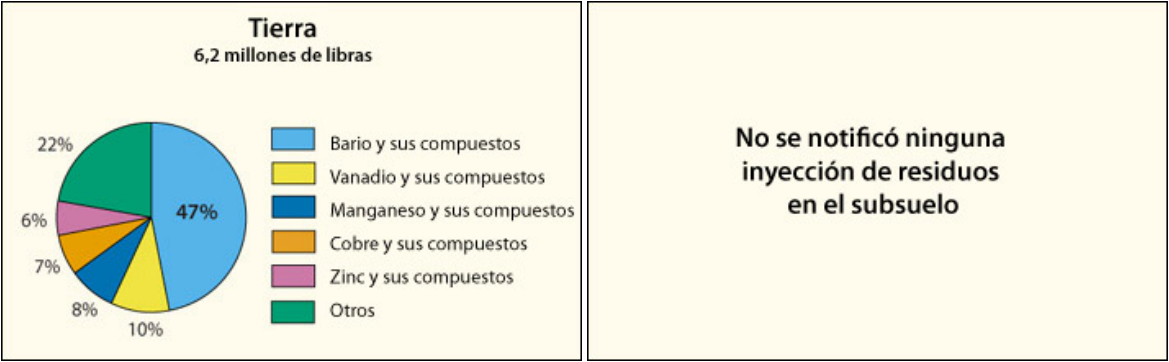 Tierra
6,2 millones de libras
22%
6%
7%
8%
10%
47%
Bario y sus compuestos
Vanadio y sus compuestos
Manganeso y sus compuestos
Cobre y sus compuestos
Zinc y sus compuestos
Otros
No se notificó ninguna
inyección de residuos
en el subsuelo